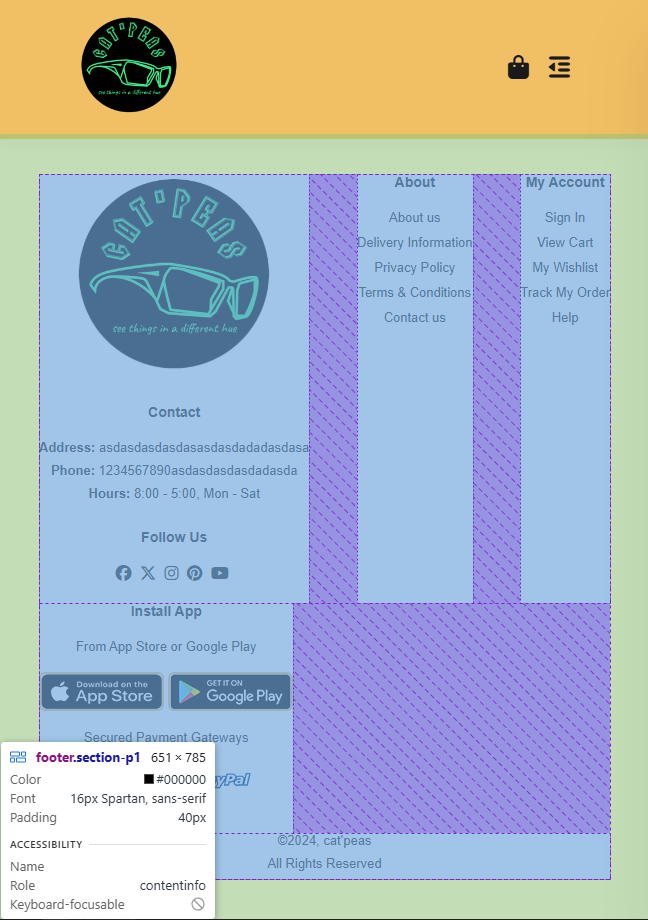 CAT'PEAS
see things in a different hue
CAT'PEAS
see things in a different hue
Contact
Address: asdasdasdasdasasdasdadadasdasa
Phone: 1234567890asdasdasdasdadasda
Hours: 8:00 - 5:00, Mon - Sat
Follow Us
About
About us
Delivery Information
Privacy Policy
Terms & Conditions
Contact us
My Account
Sign In
View Cart
My Wishlist
Track My Order
Help
Install App
From App Store or Google Play
Download on the
App Store
GET IT ON
Google Play
Secured Payment Gateways
yPal
©2024, cat'peas
All Rights Reserved
footer.section-p1 651 × 785
Color #000000
Font 16px Spartan, sans-serif
Padding 40px
ACCESSIBILITY
Name
Role contentinfo
Keyboard-focusable